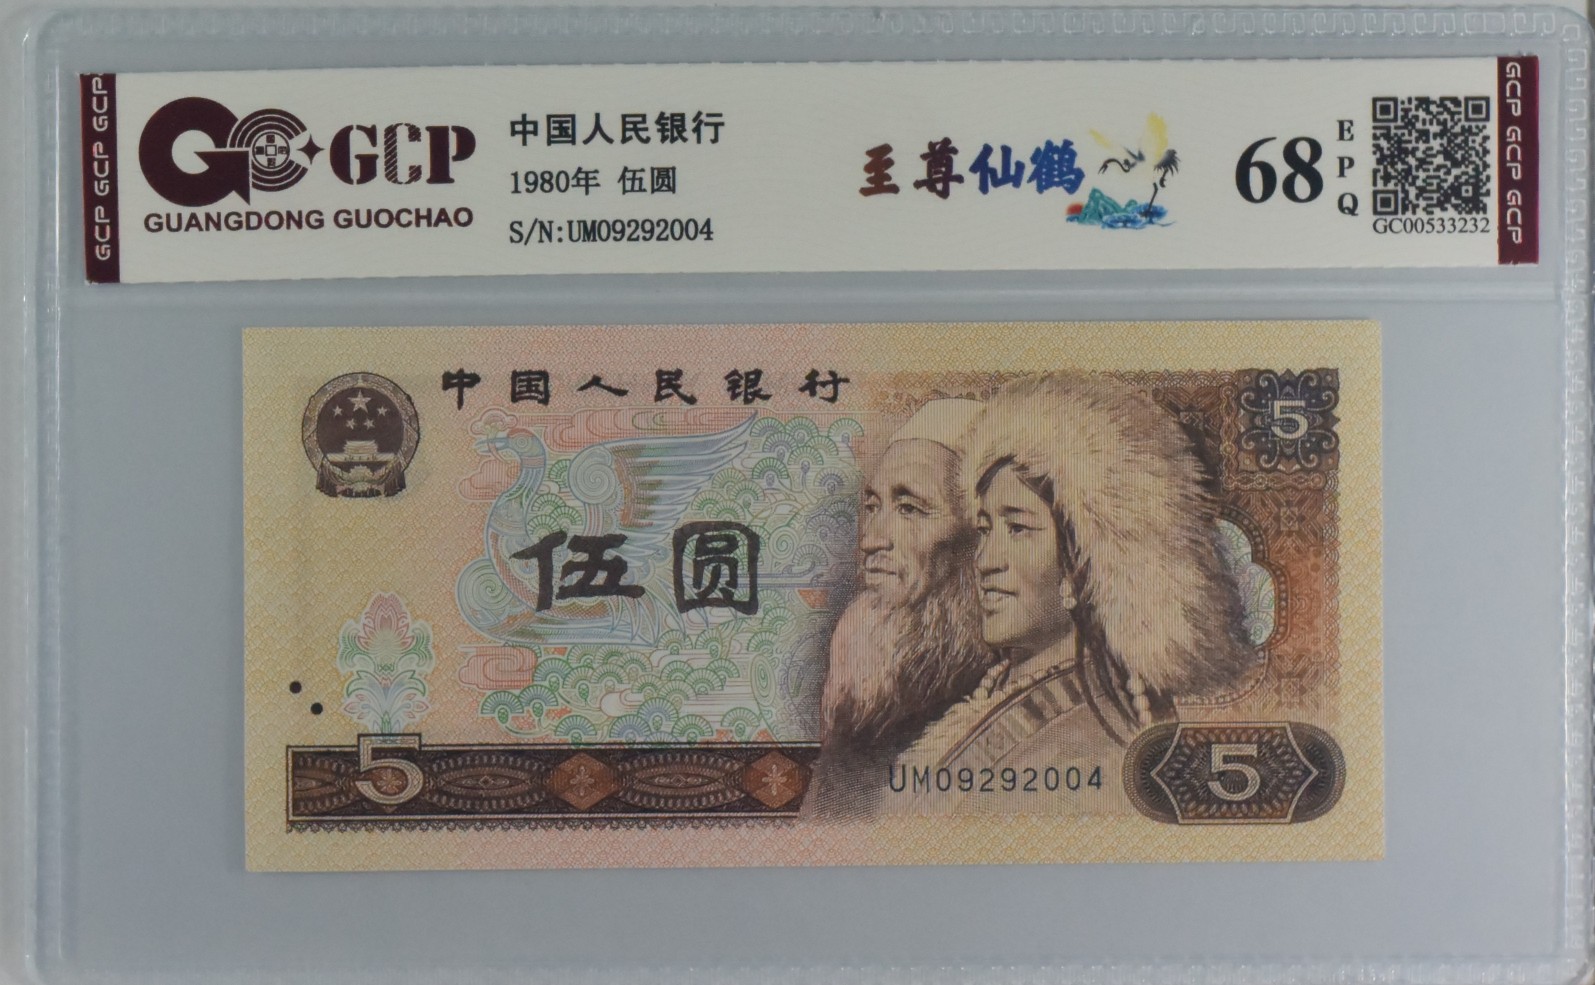 GCP GCP GCP
GCP
GUANGDONG GUOCHAO
中国人民银行
1980年 伍圆
S/N:UM09292004
至尊仙鹤
68
EPQ
GC00533232
GCP GCP GCP
中国人民银行
5
伍圆
5
UM09292004
5